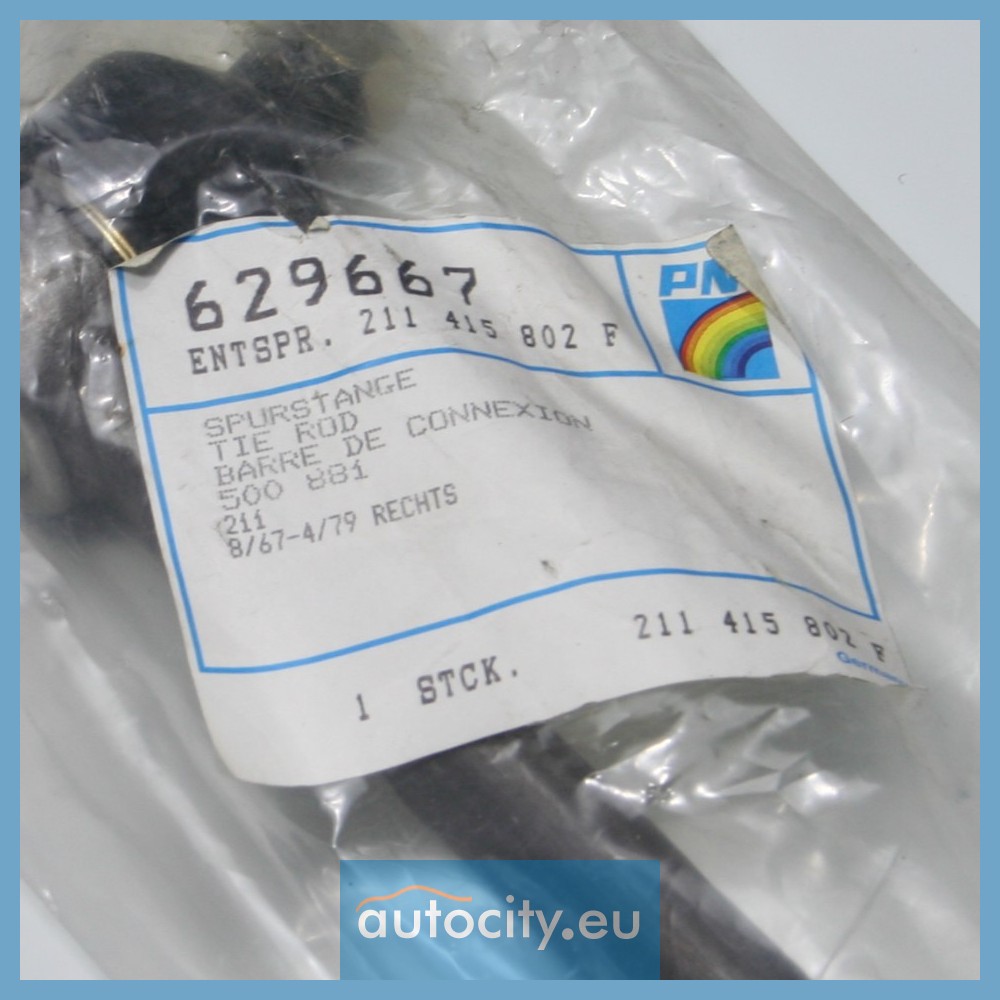 629667
ENTSPR. 211 415 802 F
SPURSTANGE
TIE ROD
BARRE DE CONNEXION
500 881
211
8/67-4/79 RECHTS
211 415 802 F
1 STCK.
autocity.eu